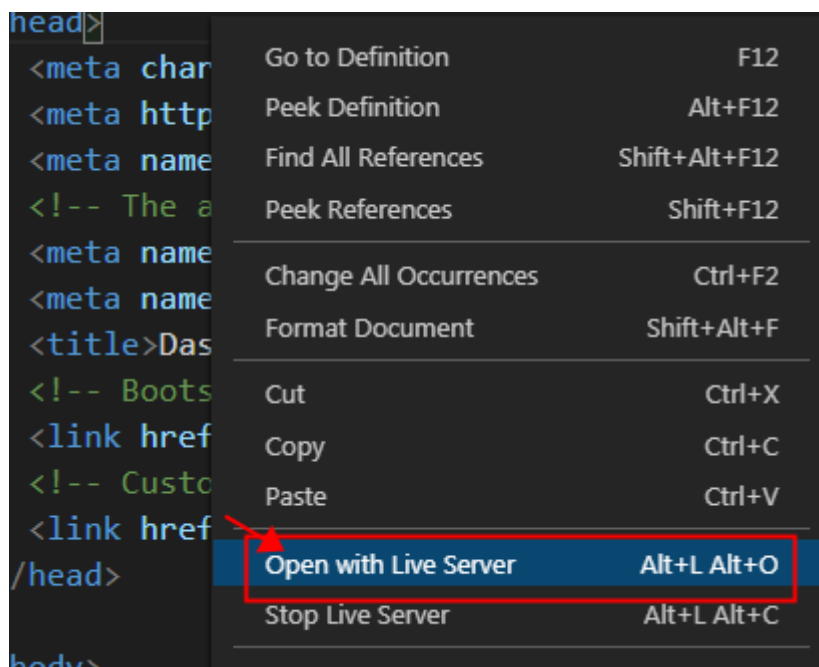 head>
<meta char
<meta http
<meta name
<!-- The a
<meta name
<meta name
<title>Das
<!-- Boots
<link href
<!-- Custo
<link href
/head>
Go to Definition F12
Peek Definition Alt+F12
Find All References Shift+Alt+F12
Peek References Shift+F12
Change All Occurrences Ctrl+F2
Format Document Shift+Alt+F
Cut Ctrl+X
Copy Ctrl+C
Paste Ctrl+V
Open with Live Server Alt+L Alt+O
Stop Live Server Alt+L Alt+C